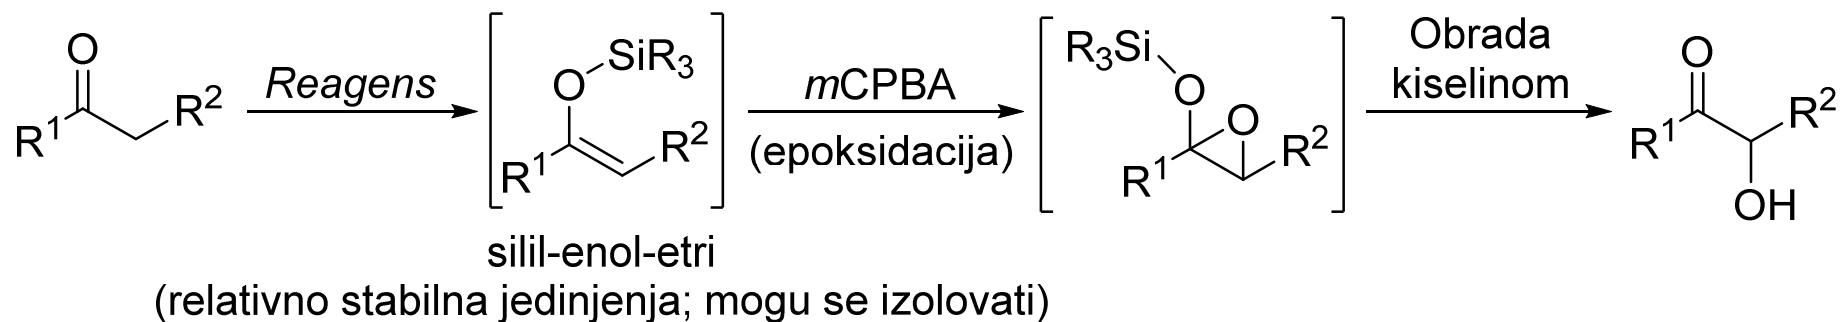 O
R¹
R²
Reagens
O
SiR₃
R¹
R²
silil-enol-etri
(relativno stabilna jedinjenja; mogu se izolovati)
mCPBA
(epoksidacija)
R₃Si
O
O
R¹
R²
Obrada
kiselinom
O
R¹
R²
OH